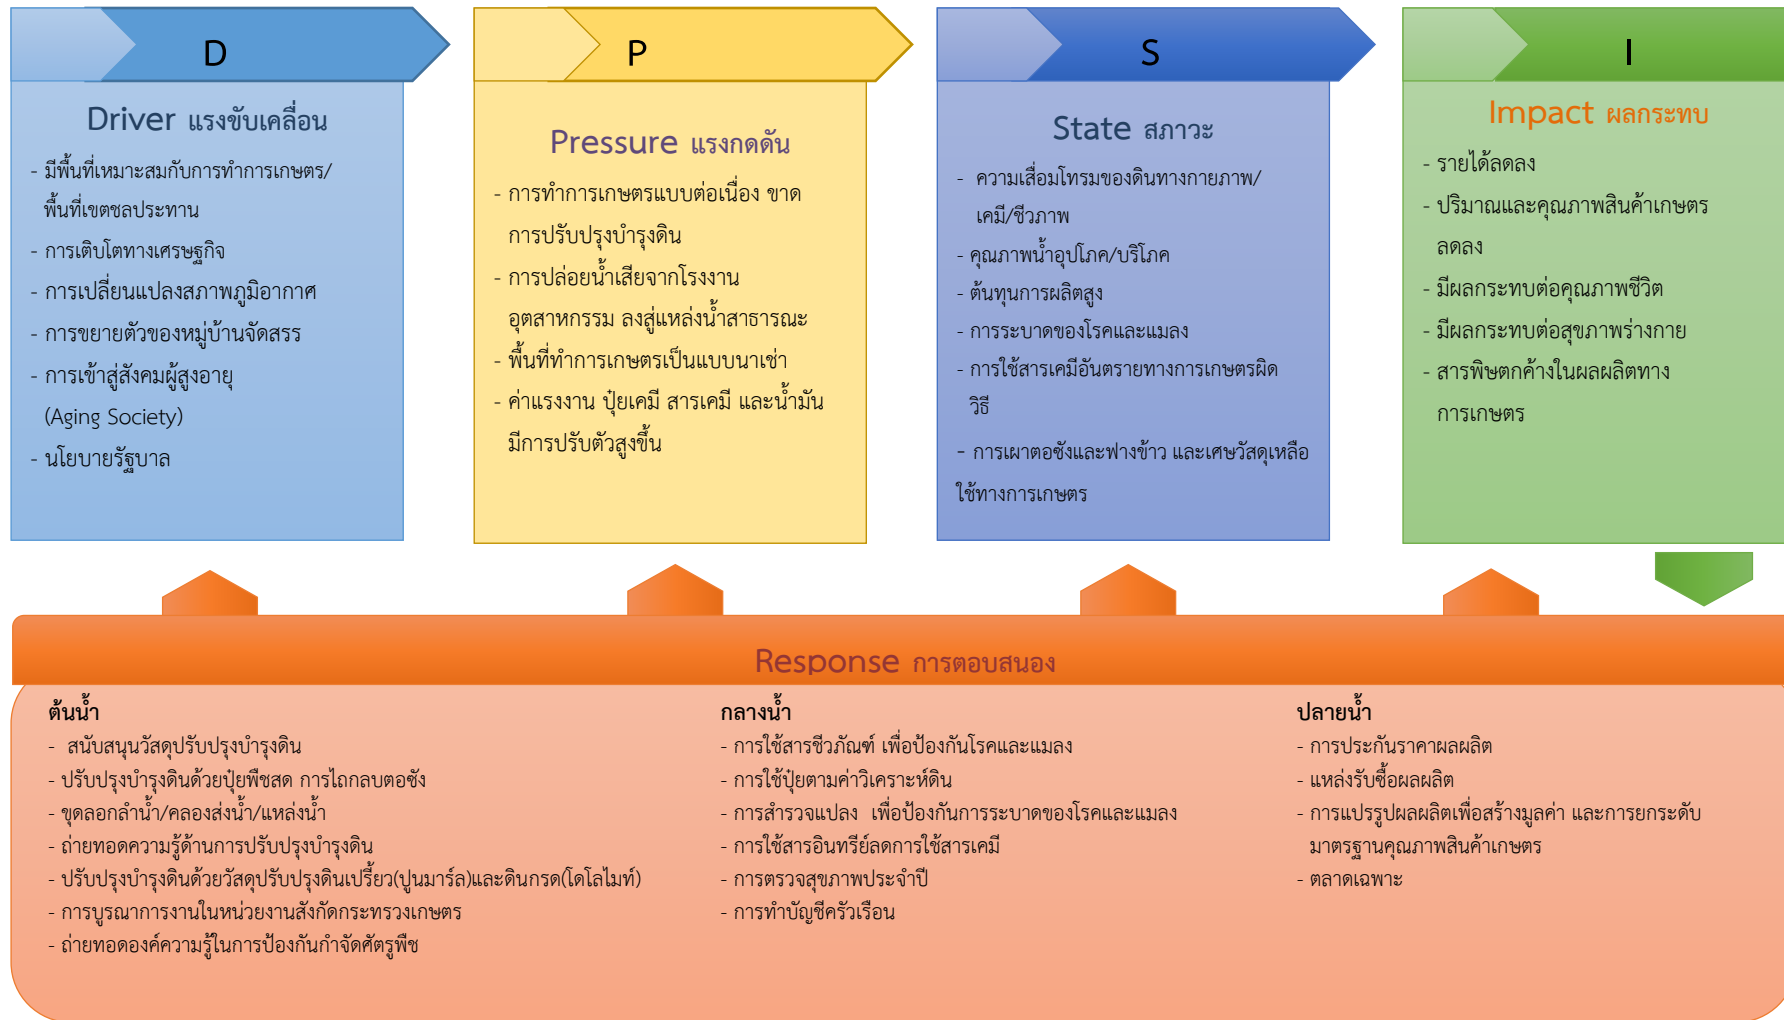 D
Driver แรงขับเคลื่อน
- มีพื้นที่เหมาะสมกับการทำการเกษตร/
พื้นที่เขตชลประทาน
- การเติบโตทางเศรษฐกิจ
- การเปลี่ยนแปลงสภาพภูมิอากาศ
- การขยายตัวของหมู่บ้านจัดสรร
- การเข้าสู่สังคมผู้สูงอายุ
(Aging Society)
- นโยบายรัฐบาล
P
Pressure แรงกดดัน
- การทำการเกษตรแบบต่อเนื่อง ขาด
การปรับปรุงบำรุงดิน
- การปล่อยน้ำเสียจากโรงงาน
อุตสาหกรรม ลงสู่แหล่งน้ำสาธารณะ
- พื้นที่ทำการเกษตรเป็นแบบนาเช่า
- ค่าแรงงาน ปุ๋ยเคมี สารเคมี และน้ำมัน
มีการปรับตัวสูงขึ้น
S
State สภาวะ
- ความเสื่อมโทรมของดินทางกายภาพ/
เคมี/ชีวภาพ
- คุณภาพน้ำอุปโภค/บริโภค
- ต้นทุนการผลิตสูง
- การระบาดของโรคและแมลง
- การใช้สารเคมีอันตรายทางการเกษตรผิด
วิธี
- การเผาตอซังและฟางข้าว และเศษวัสดุเหลือ
ใช้ทางการเกษตร
I
Impact ผลกระทบ
- รายได้ลดลง
- ปริมาณและคุณภาพสินค้าเกษตร
ลดลง
- มีผลกระทบต่อคุณภาพชีวิต
- มีผลกระทบต่อสุขภาพร่างกาย
- สารพิษตกค้างในผลผลิตทาง
การเกษตร
Response การตอบสนอง
ต้นน้ำ
- สนับสนุนวัสดุปรับปรุงบำรุงดิน
- ปรับปรุงบำรุงดินด้วยปุ๋ยพืชสด การไถกลบตอซัง
- ขุดลอกลำน้ำ/คลองส่งน้ำ/แหล่งน้ำ
- ถ่ายทอดความรู้ด้านการปรับปรุงบำรุงดิน
- ปรับปรุงบำรุงดินด้วยวัสดุปรับปรุงดินเปรี้ยว(ปูนมาร์ล)และดินกรด(โดโลไมท์)
- การบูรณาการงานในหน่วยงานสังกัดกระทรวงเกษตร
- ถ่ายทอดองค์ความรู้ในการป้องกันกำจัดศัตรูพืช
กลางน้ำ
- การใช้สารชีวภัณฑ์ เพื่อป้องกันโรคและแมลง
- การใช้ปุ๋ยตามค่าวิเคราะห์ดิน
- การสำรวจแปลง เพื่อป้องกันการระบาดของโรคและแมลง
- การใช้สารอินทรีย์ลดการใช้สารเคมี
- การตรวจสุขภาพประจำปี
- การทำบัญชีครัวเรือน
ปลายน้ำ
- การประกันราคาผลผลิต
- แหล่งรับซื้อผลผลิต
- การแปรรูปผลผลิตเพื่อสร้างมูลค่า และการยกระดับ
มาตรฐานคุณภาพสินค้าเกษตร
- ตลาดเฉพาะ